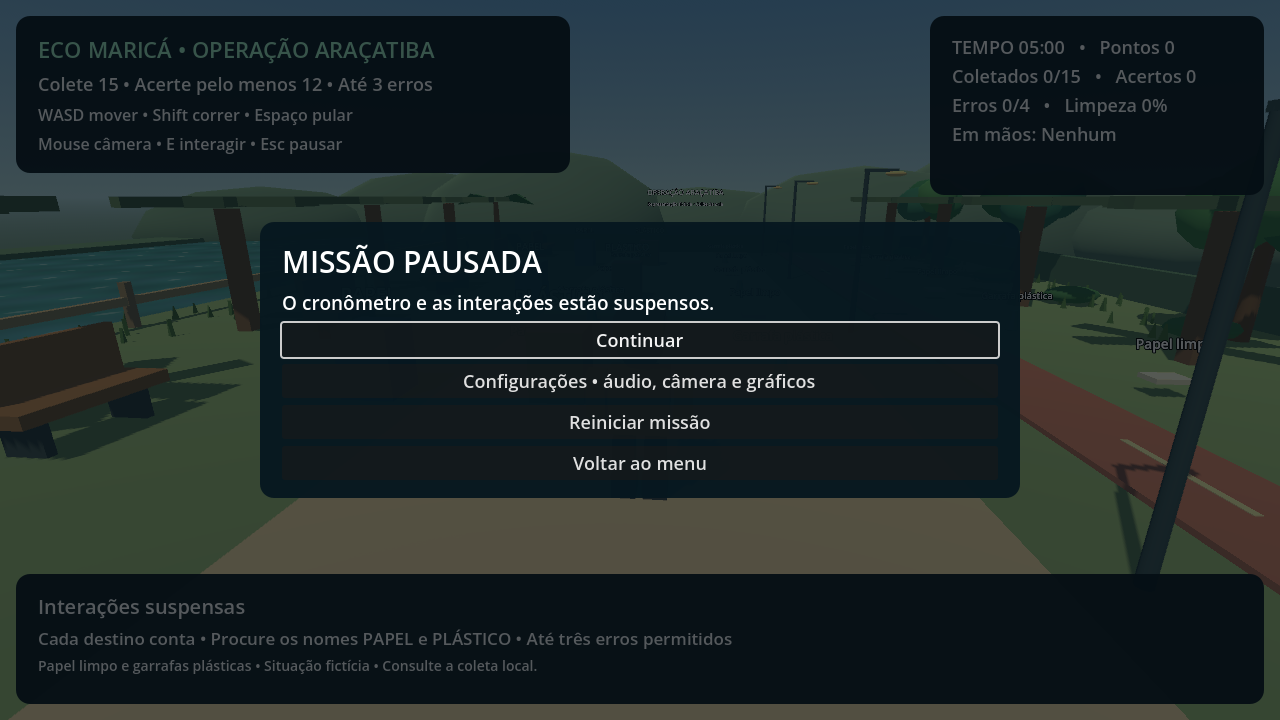 ECO MARICÁ • OPERAÇÃO ARAÇATIBA
Colete 15 • Acerte pelo menos 12 • Até 3 erros
WASD mover • Shift correr • Espaço pular
Mouse câmera • E interagir • Esc pausar
TEMPO 05:00 • Pontos 0
Coletados 0/15 • Acertos 0
Erros 0/4 • Limpeza 0%
Em mãos: Nenhum
MISSÃO PAUSADA
O cronômetro e as interações estão suspensos.
Continuar
Configurações • áudio, câmera e gráficos
Reiniciar missão
Voltar ao menu
plástica
Papel limp
Interações suspensas
Cada destino conta • Procure os nomes PAPEL e PLÁSTICO • Até três erros permitidos
Papel limpo e garrafas plásticas • Situação fictícia • Consulte a coleta local.